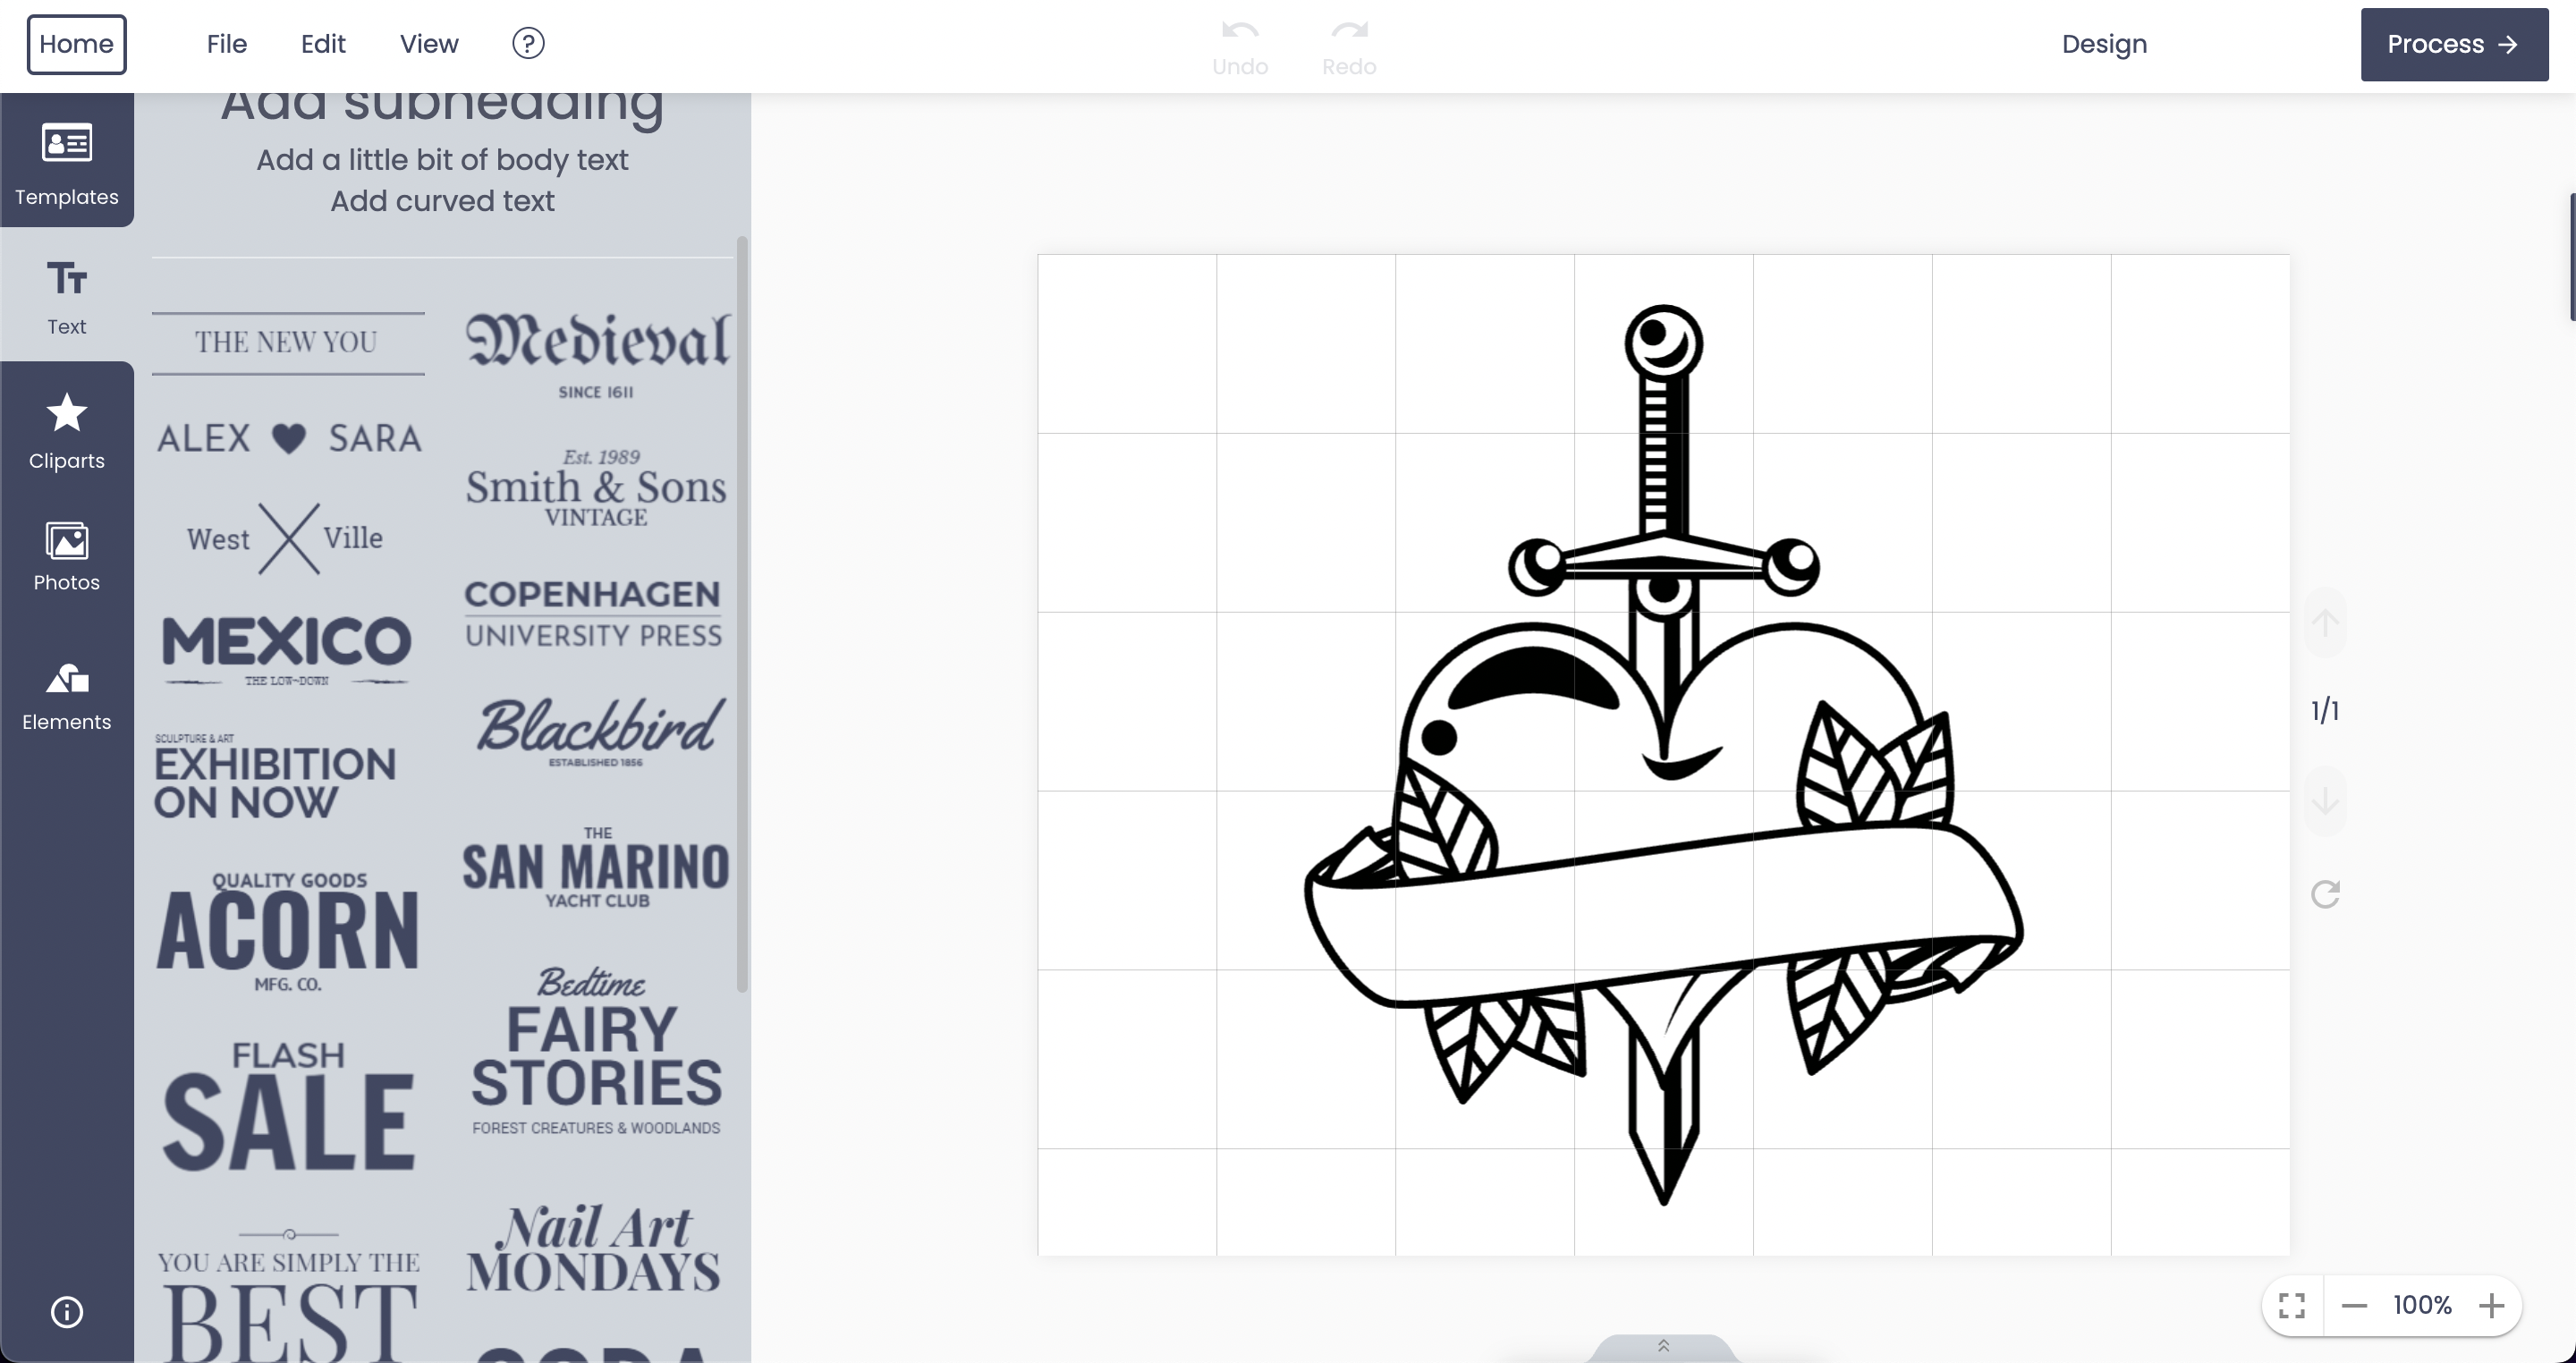 Home
File
Edit
View
?
Undo
Redo
Design
Process →
Templates
Text
Cliparts
Photos
Elements
Add subheading
Add a little bit of body text
Add curved text
THE NEW YOU
ALEX ♥ SARA
West X Ville
MEXICO
THE LOW-DOWN
SCULPTURE & ART
EXHIBITION
ON NOW
QUALITY GOODS
ACORN
MFG. CO.
FLASH
SALE
YOU ARE SIMPLY THE
BEST
Medieval
SINCE 1611
Est. 1989
Smith & Sons
VINTAGE
COPENHAGEN
UNIVERSITY PRESS
Blackbird
ESTABLISHED 1856
THE
SAN MARINO
YACHT CLUB
Bedtime
FAIRY
STORIES
FOREST CREATURES & WOODLANDS
Nail Art
MONDAYS
1/1
100%